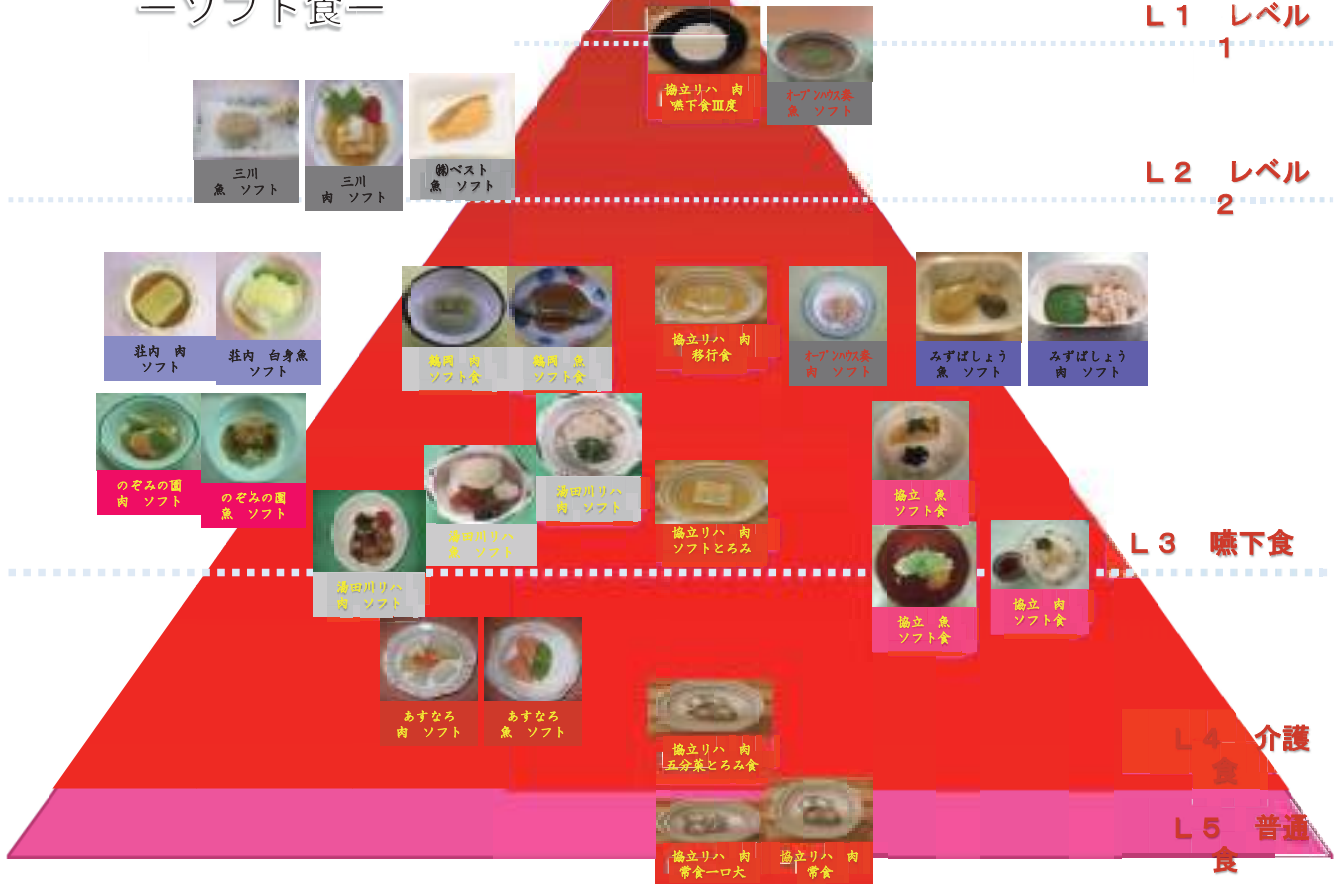 ーソフト食ー
Ｌ１　レベル
１
協立リハ　肉
嚥下食Ⅲ度
オープンハウス奏
魚　ソフト
三川
魚　ソフト
三川
肉　ソフト
㈱ベスト
魚　ソフト
Ｌ２　レベル
２
荘内　肉
ソフト
荘内　白身魚
ソフト
鶴岡　肉
ソフト食
鶴岡　魚
ソフト食
協立リハ　肉
移行食
オープンハウス奏
肉　ソフト
みずばしょう
魚　ソフト
みずばしょう
肉　ソフト
のぞみの園
肉　ソフト
のぞみの園
魚　ソフト
湯田川リハ
肉　ソフト
湯田川リハ
魚　ソフト
湯田川リハ
肉　ソフト
協立リハ　肉
ソフトとろみ
協立　魚
ソフト食
協立　魚
ソフト食
協立　肉
ソフト食
Ｌ３　嚥下食
あすなろ
肉　ソフト
あすなろ
魚　ソフト
協立リハ　肉
五分菜とろみ食
Ｌ４　介護
食
協立リハ　肉
常食一口大
協立リハ　肉
常食
Ｌ５　普通
食